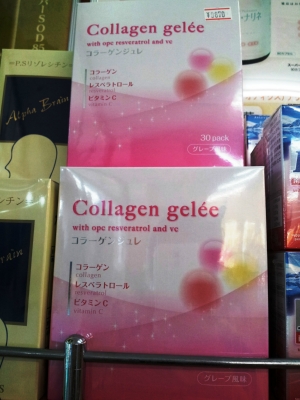 Collagen gelée
with opc resveratrol and vc
コラーゲンジュレ
コラーゲン
collagen
レスベラトロール
resveratrol
ビタミンC
vitamin C
30 pack
グレープ風味
Alpha Brain
Collagen gelée
with opc resveratrol and vc
コラーゲンジュレ
コラーゲン
collagen
レスベラトロール
resveratrol
ビタミンC
vitamin C
グレープ風味